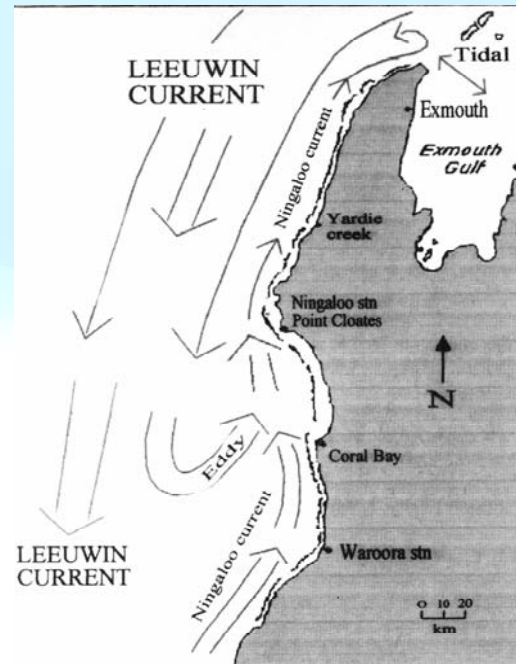 LEEUWIN
CURRENT
Tidal
Exmouth
Exmouth
Gulf
Ningaloo current
Yardie
creek
Ningaloo stn
Point Cloates
N
Eddy
Coral Bay
LEEUWIN
CURRENT
Ningaloo current
Waroora stn
0 10 20
km